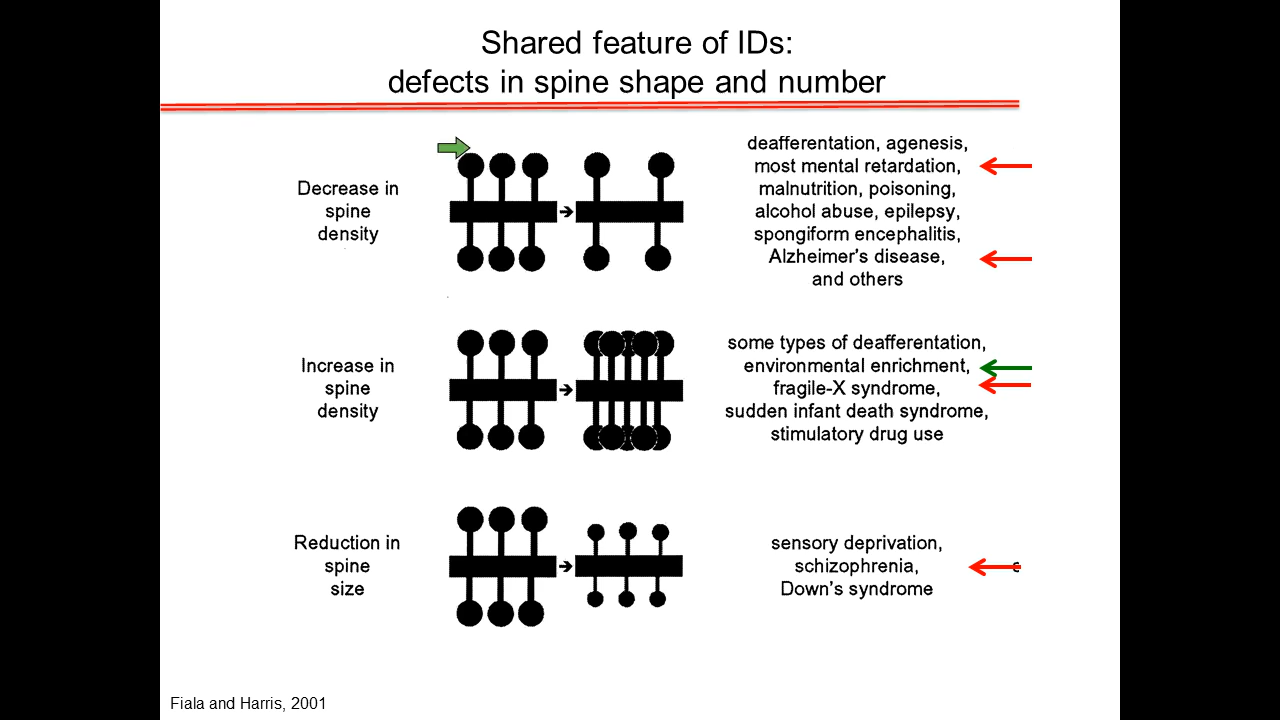 Shared feature of IDs:
defects in spine shape and number
Decrease in
spine
density
deafferentation, agenesis,
most mental retardation,
malnutrition, poisoning,
alcohol abuse, epilepsy,
spongiform encephalitis,
Alzheimer's disease,
and others
Increase in
spine
density
some types of deafferentation,
environmental enrichment,
fragile-X syndrome,
sudden infant death syndrome,
stimulatory drug use
Reduction in
spine
size
sensory deprivation,
schizophrenia,
Down's syndrome
Fiala and Harris, 2001